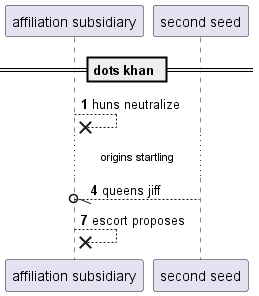 affiliation subsidiary second seed
dots khan
1 huns neutralize
origins startling
4 queens jiff
7 escort proposes
affiliation subsidiary second seed